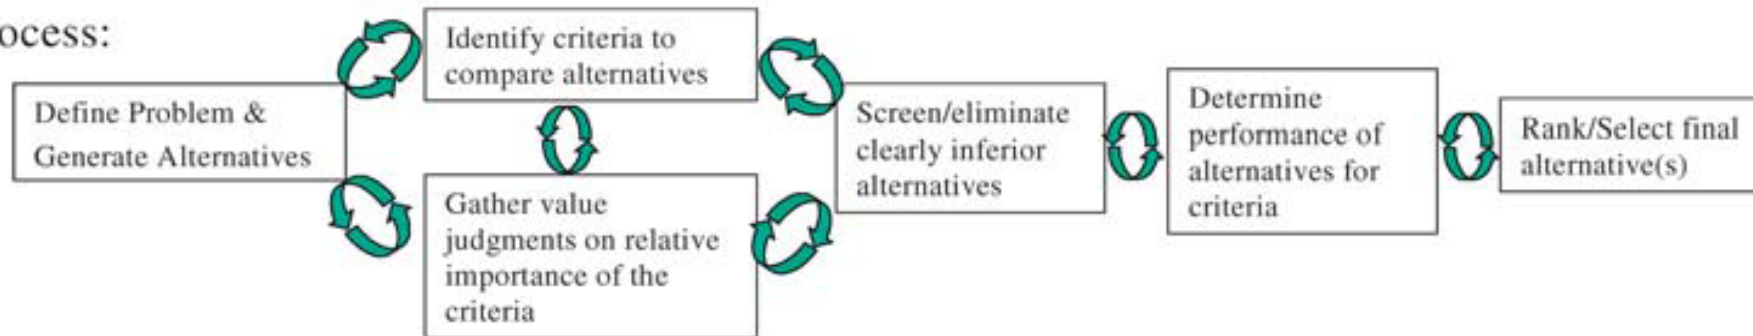 ocess:
Define Problem &
Generate Alternatives
Identify criteria to
compare alternatives
Gather value
judgments on relative
importance of the
criteria
Screen/eliminate
clearly inferior
alternatives
Determine
performance of
alternatives for
criteria
Rank/Select final
alternative(s)